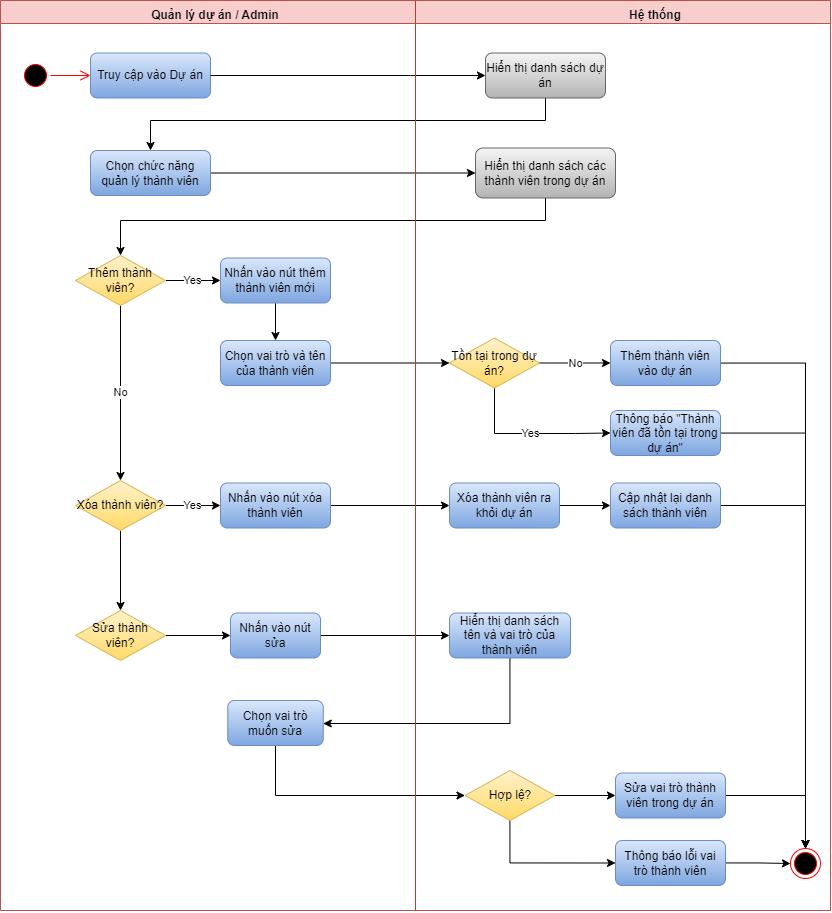 Quản lý dự án / Admin
Hệ thống
Truy cập vào Dự án
Hiển thị danh sách dự
án
Chọn chức năng
quản lý thành viên
Hiển thị danh sách các
thành viên trong dự án
Thêm thành
viên?
Yes
Nhấn vào nút thêm
thành viên mới
Chọn vai trò và tên
của thành viên
Tồn tại trong dự
án?
No
Thêm thành viên
vào dự án
Yes
Thông báo "Thành
viên đã tồn tại trong
dự án"
No
Xóa thành viên?
Yes
Nhấn vào nút xóa
thành viên
Xóa thành viên ra
khỏi dự án
Cập nhật lại danh
sách thành viên
Sửa thành
viên?
Nhấn vào nút
sửa
Hiển thị danh sách
tên và vai trò của
thành viên
Chọn vai trò
muốn sửa
Hợp lệ?
Sửa vai trò thành
viên trong dự án
Thông báo lỗi vai
trò thành viên